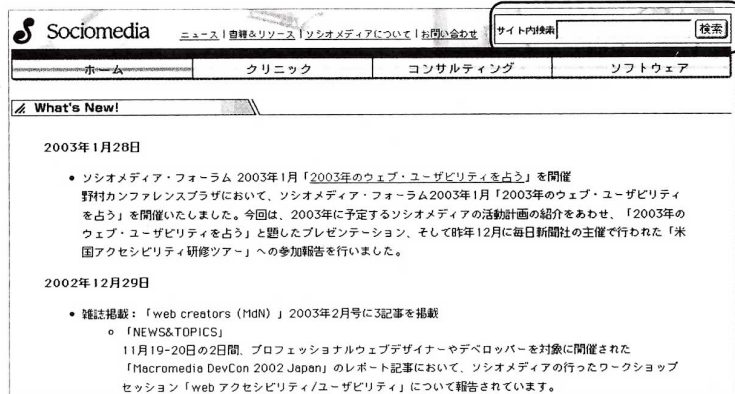 Sociomedia
ニュース | 書籍&リソース | ソシオメディアについて | お問い合わせ
サイト内検索 検索
ホーム クリニック コンサルティング ソフトウェア
What's New!
2003年1月28日
• ソシオメディア・フォーラム 2003年1月「2003年のウェブ・ユーザビリティを占う」を開催
野村カンファレンスプラザにおいて、ソシオメディア・フォーラム2003年1月「2003年のウェブ・ユーザビリティ
を占う」を開催いたしました。今回は、2003年に予定するソシオメディアの活動計画の紹介をあわせ、「2003年の
ウェブ・ユーザビリティを占う」と題したプレゼンテーション、そして昨年12月に毎日新聞社の主催で行われた「米
国アクセシビリティ研修ツアー」への参加報告を行いました。
2002年12月29日
• 雑誌掲載：「web creators (MdN) 」2003年2月号に3記事を掲載
○ 「NEWS&TOPICS」
11月19-20日の2日間、プロフェッショナルウェブデザイナーやデベロッパーを対象に開催された
「Macromedia DevCon 2002 Japan」のレポート記事において、ソシオメディアの行ったワークショップ
セッション「web アクセシビリティ/ユーザビリティ」について報告されています。